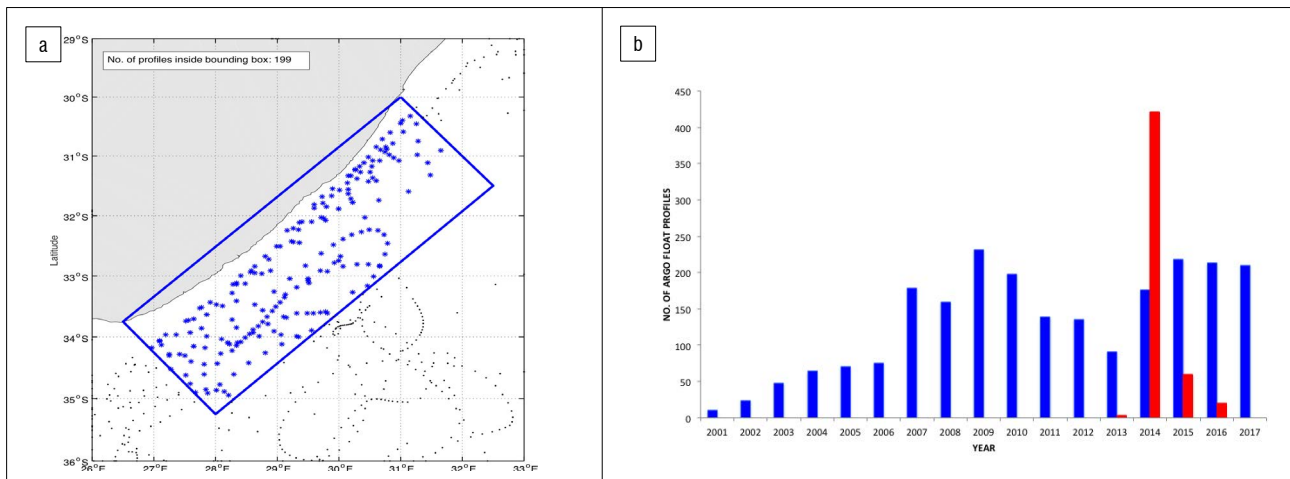 a
29°S
30°S
31°S
32°S
33°S
34°S
35°S
36°S
Latitude
No. of profiles inside bounding box: 199
26°E
27°E
28°E
29°E
30°E
31°E
32°E
33°E
b
450
400
350
300
250
200
150
100
50
0
NO. OF ARGO FLOAT PROFILES
2001 2002 2003 2004 2005 2006 2007 2008 2009 2010 2011 2012 2013 2014 2015 2016 2017
YEAR